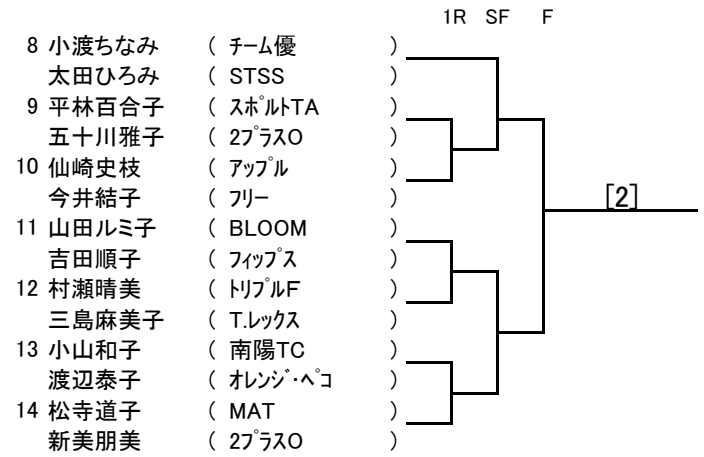 1R SF F
8 小渡ちなみ ( チーム優 )
太田ひろみ ( STSS )
9 平林百合子 ( スポルトTA )
五十川雅子 ( 2プラスO )
10 仙崎史枝 ( アップル )
今井結子 ( フリー )
[2]
11 山田ルミ子 ( BLOOM )
吉田順子 ( フィップス )
12 村瀬晴美 ( トリプルF )
三島麻美子 ( T.レックス )
13 小山和子 ( 南陽TC )
渡辺泰子 ( オレンジ・ペコ )
14 松寺道子 ( MAT )
新美朋美 ( 2プラスO )